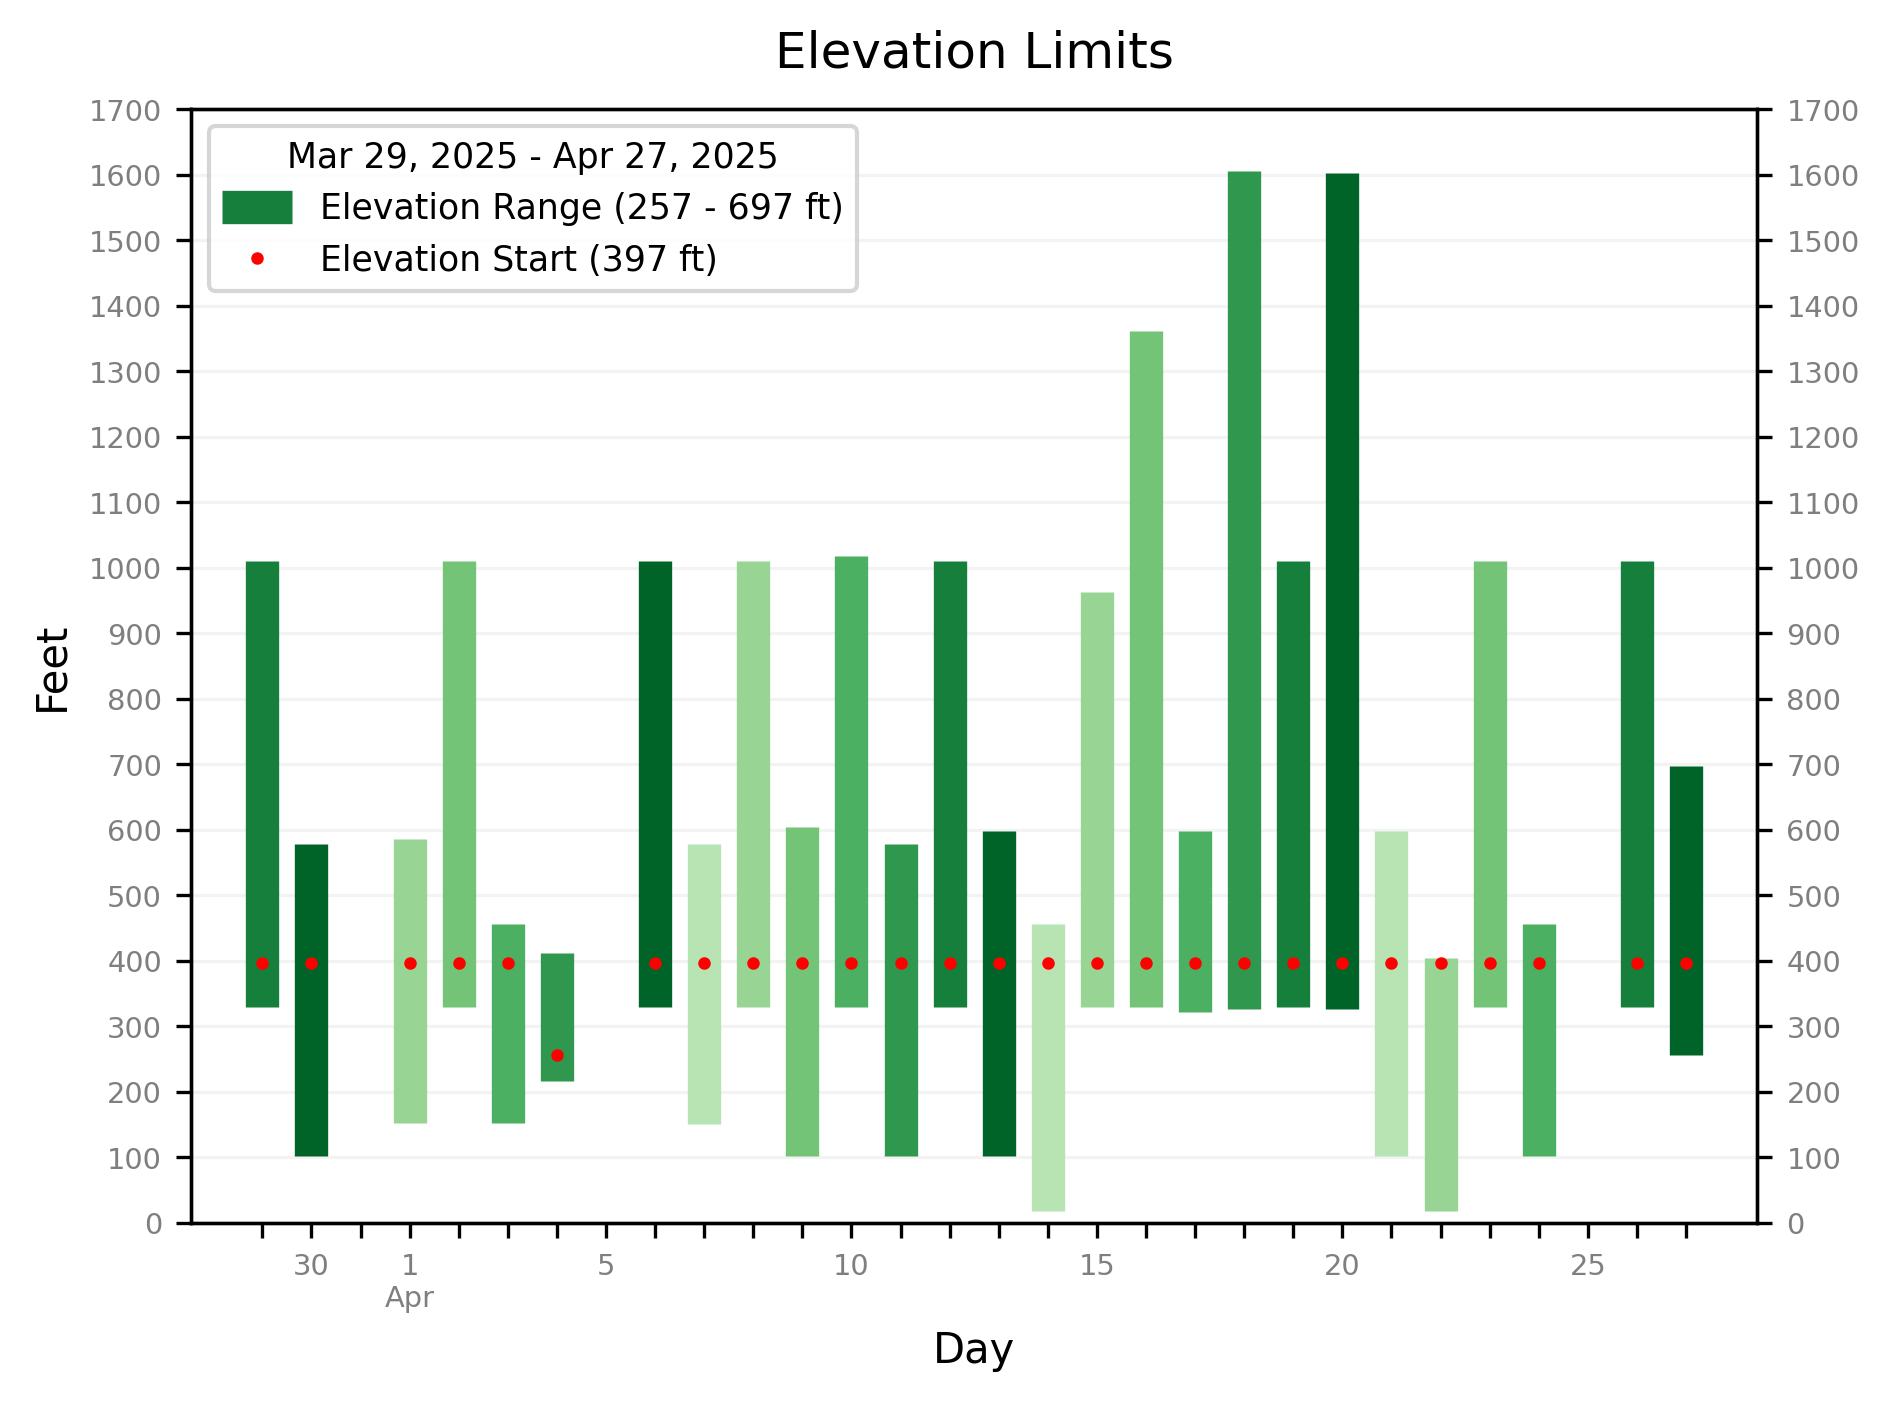 Elevation Limits
Mar 29, 2025 - Apr 27, 2025
Elevation Range (257 - 697 ft)
Elevation Start (397 ft)
1700 1700
1600 1600
1500 1500
1400 1400
1300 1300
1200 1200
1100 1100
1000 1000
900 900
800 800
700 700
600 600
500 500
400 400
300 300
200 200
100 100
0 0
Feet
30 1 5 10 15 20 25
Apr
Day